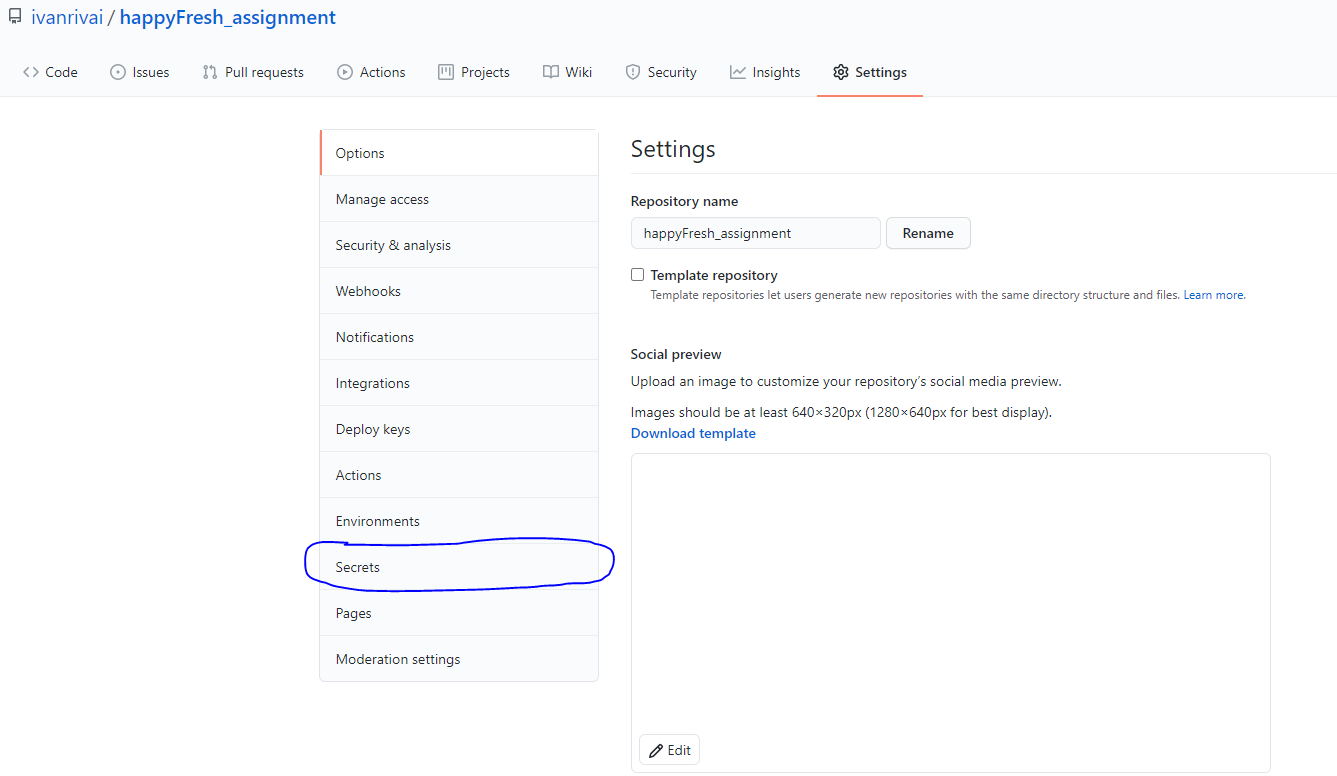 ivanrivai / happyFresh_assignment
Code Issues Pull requests Actions Projects Wiki Security Insights Settings
Options
Manage access
Security & analysis
Webhooks
Notifications
Integrations
Deploy keys
Actions
Environments
Secrets
Pages
Moderation settings
Settings
Repository name
happyFresh_assignment Rename
Template repository
Template repositories let users generate new repositories with the same directory structure and files. Learn more.
Social preview
Upload an image to customize your repository’s social media preview.
Images should be at least 640×320px (1280×640px for best display).
Download template
Edit